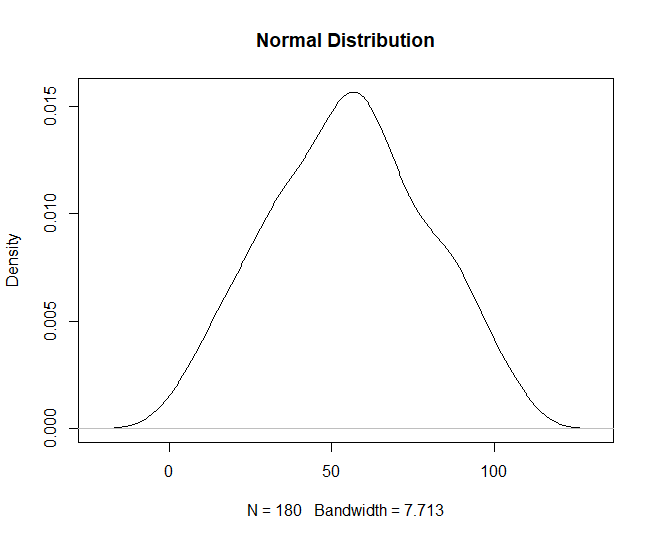 Normal Distribution
Density
0.015
0.010
0.005
0.000
0 50 100
N = 180 Bandwidth = 7.713